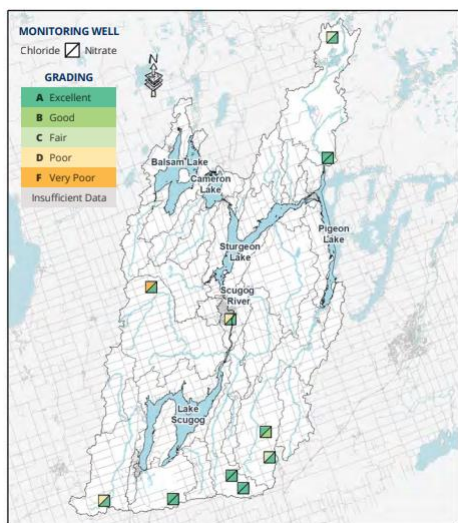 MONITORING WELL
Chloride Nitrate
N
GRADING
A Excellent
B Good
C Fair
D Poor
F Very Poor
Insufficient Data
Balsam Lake
Cameron
Lake
Sturgeon
Lake
Pigeon
Lake
Scugog
River
Lake
Scugog